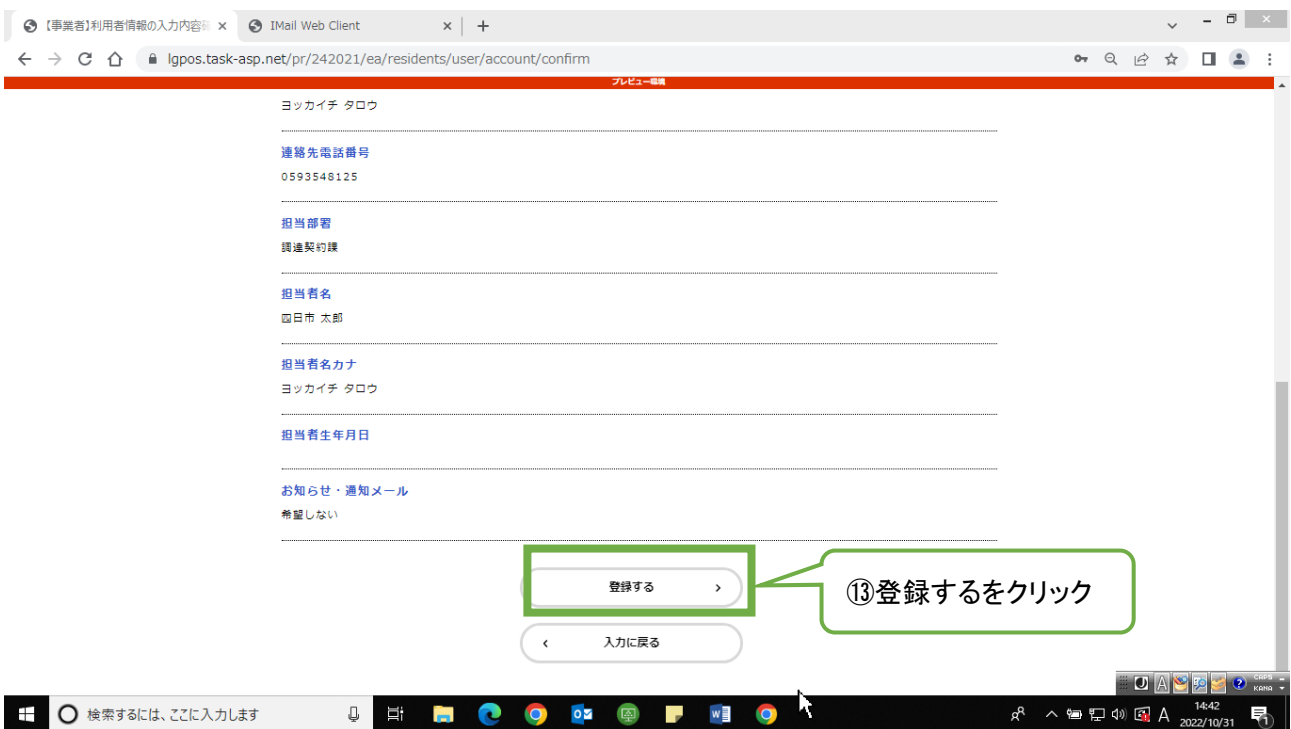 【事業者】利用者情報の入力内容確
IMail Web Client
lgpos.task-asp.net/pr/242021/ea/residents/user/account/confirm
プレビュー環境
ヨッカイチ タロウ
連絡先電話番号
0593548125
担当部署
調達契約課
担当者名
四日市 太郎
担当者名カナ
ヨッカイチ タロウ
担当者生年月日
お知らせ・通知メール
希望しない
登録する
⑬登録するをクリック
入力に戻る
CAPS
KANA
検索するには、ここに入力します
A
14:42
2022/10/31